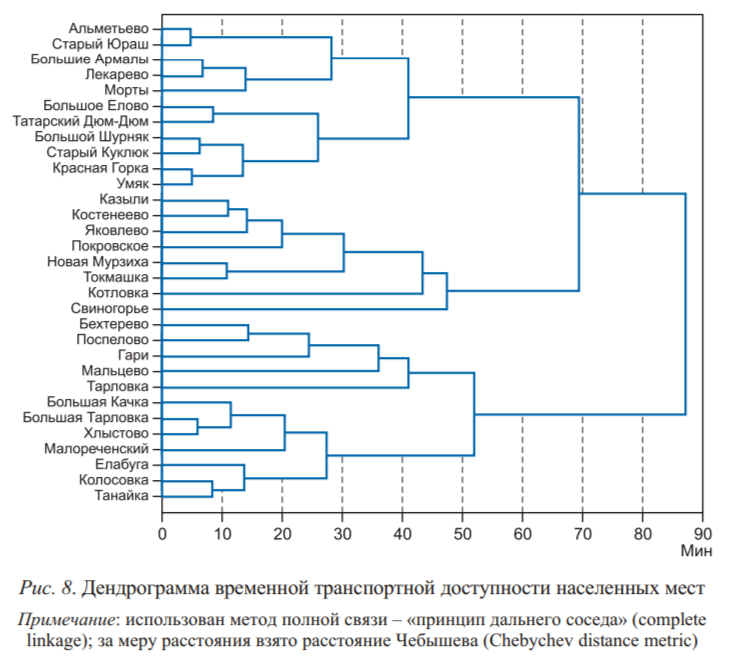 Альметьево
Старый Юраш
Большие Армалы
Лекарево
Морты
Большое Елово
Татарский Дюм-Дюм
Большой Шурняк
Старый Куклюк
Красная Горка
Умяк
Казыли
Костенеево
Яковлево
Покровское
Новая Мурзиха
Токмашка
Котловка
Свиногорье
Бехтерево
Поспелово
Гари
Мальцево
Тарловка
Большая Качка
Большая Тарловка
Хлыстово
Малореченский
Елабуга
Колосовка
Танайка
0 10 20 30 40 50 60 70 80 90
Мин
Рис. 8. Дендрограмма временной транспортной доступности населенных мест
Примечание: использован метод полной связи – «принцип дальнего соседа» (complete
linkage); за меру расстояния взято расстояние Чебышева (Chebychev distance metric)